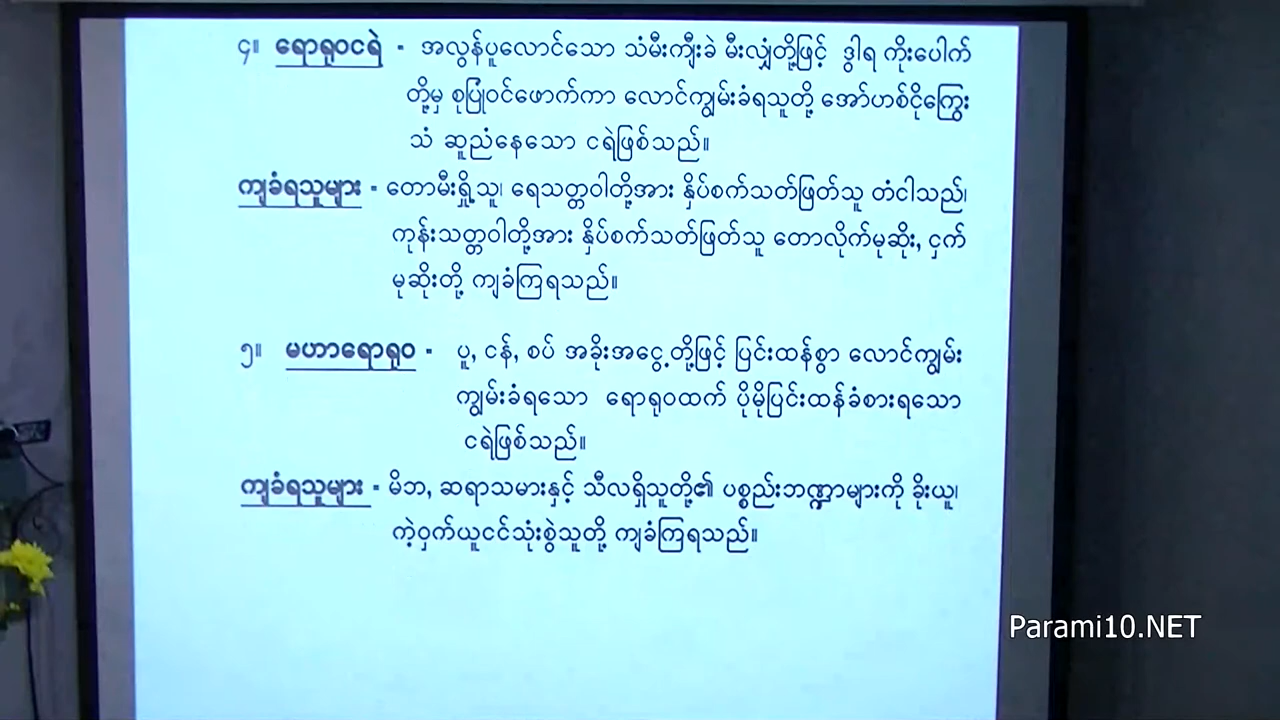 ၄။ ရောရုဝငရဲ - အလွန်ပူလောင်သော သံမီးကျီးခဲ မီးလျှံတို့ဖြင့် ဒွါရ ကိုးပေါက်
တို့မှ စုပြုံဝင်ဖောက်ကာ လောင်ကျွမ်းခံရသူတို့ အော်ဟစ်ငိုကြွေး
သံ ဆူညံနေသော ငရဲဖြစ်သည်။
ကျခံရသူများ - တောမီးရှို့သူ၊ ရေသတ္တဝါတို့အား နှိပ်စက်သတ်ဖြတ်သူ တံငါသည်၊
ကုန်းသတ္တဝါတို့အား နှိပ်စက်သတ်ဖြတ်သူ တောလိုက်မုဆိုး, ငှက်
မုဆိုးတို့ ကျခံကြရသည်။
၅။ မဟာရောရုဝ - ပူ, ငန်, စပ် အခိုးအငွေ့တို့ဖြင့် ပြင်းထန်စွာ လောင်ကျွမ်း
ကျွမ်းခံရသော ရောရုဝထက် ပိုမိုပြင်းထန်ခံစားရသော
ငရဲဖြစ်သည်။
ကျခံရသူများ - မိဘ, ဆရာသမားနှင့် သီလရှိသူတို့၏ ပစ္စည်းဘဏ္ဍာများကို ခိုးယူ၊
ကဲ့ဝှက်ယူငင်သုံးစွဲသူတို့ ကျခံကြရသည်။
Parami10.NET